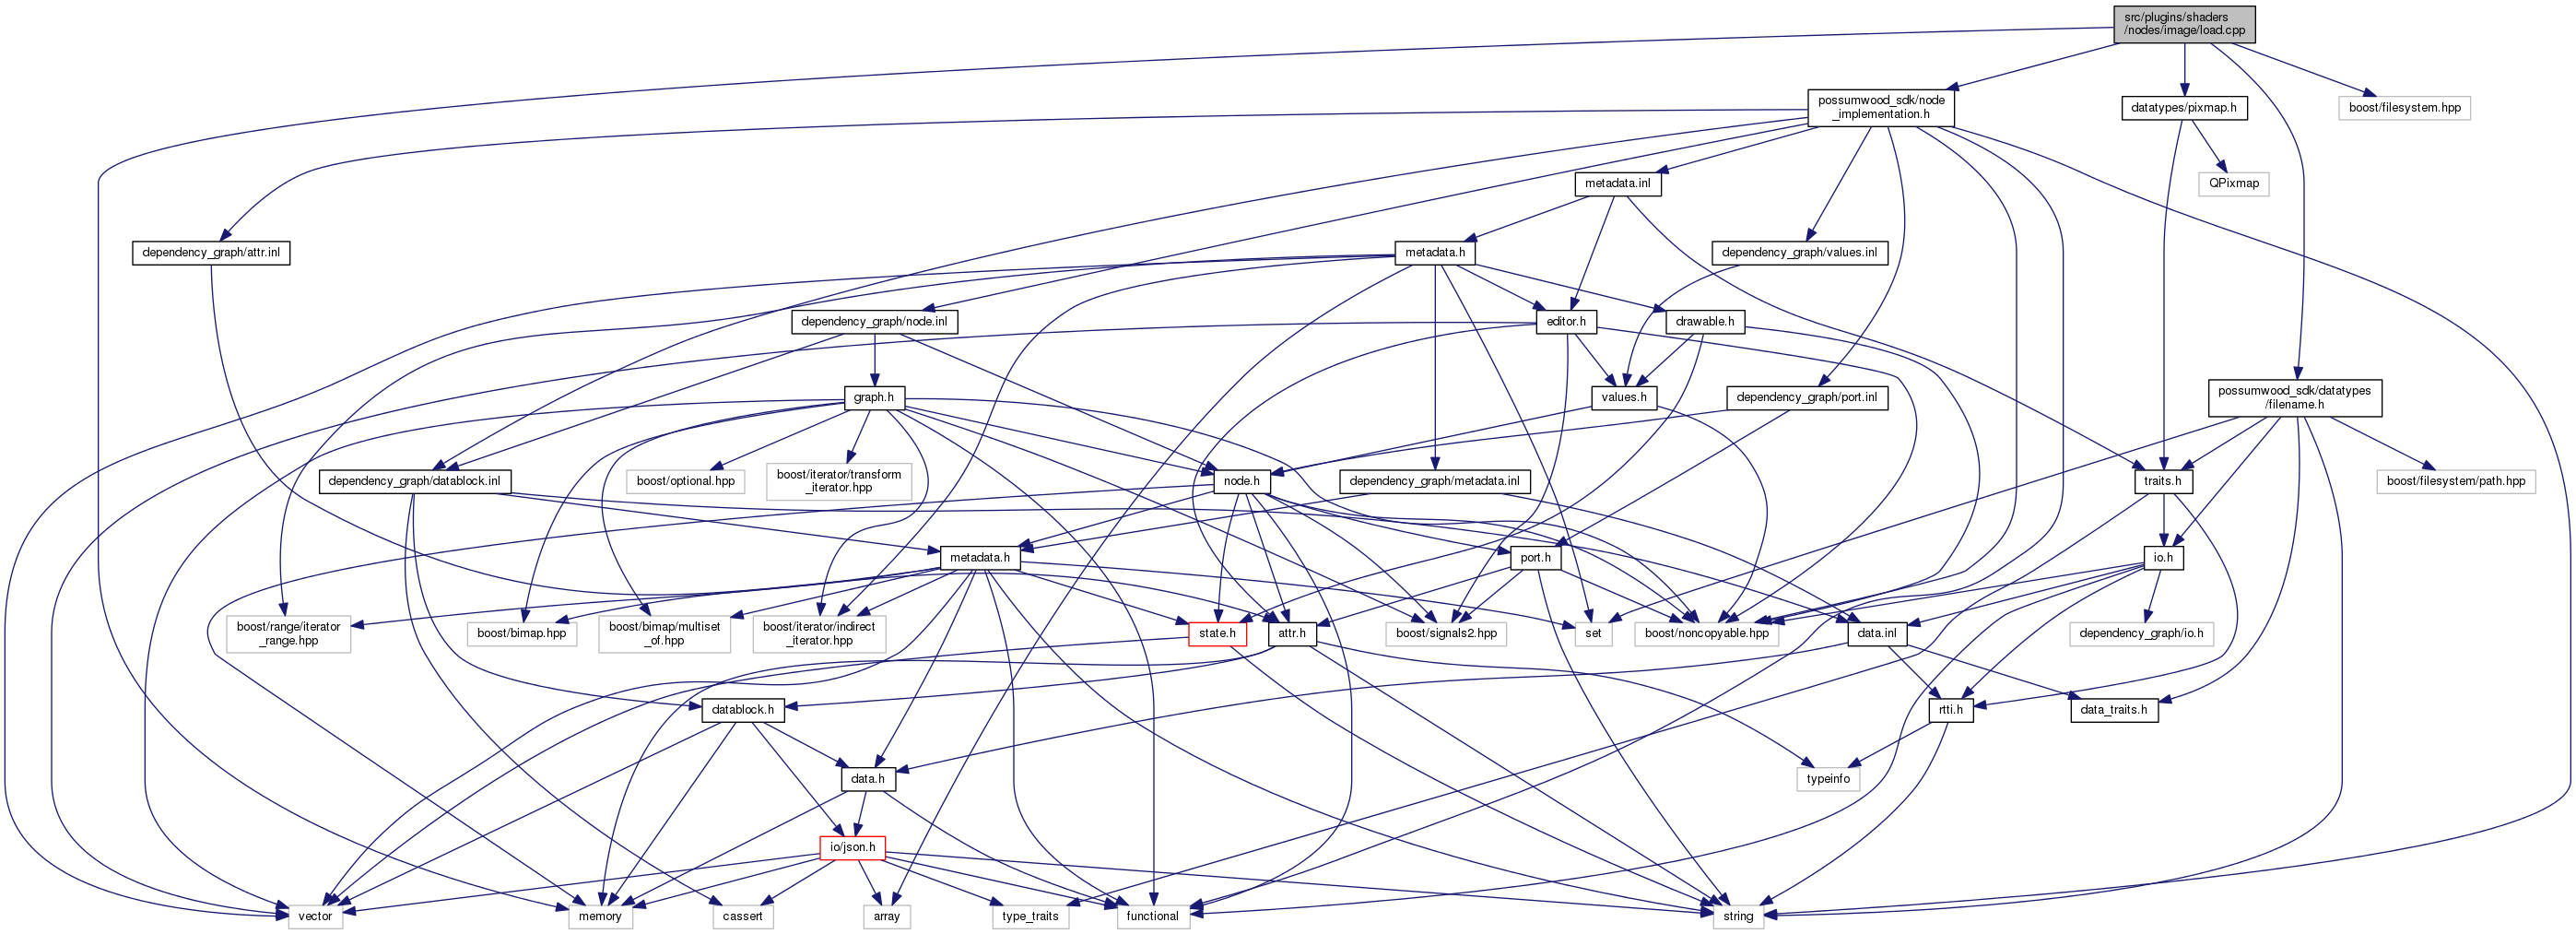 src/plugins/shaders
/nodes/image/load.cpp
possumwood_sdk/node
_implementation.h
datatypes/pixmap.h
boost/filesystem.hpp
metadata.inl
QPixmap
dependency_graph/attr.inl
metadata.h
dependency_graph/values.inl
dependency_graph/node.inl
editor.h
drawable.h
graph.h
values.h
dependency_graph/port.inl
possumwood_sdk/datatypes
/filename.h
dependency_graph/datablock.inl
boost/optional.hpp
boost/iterator/transform
_iterator.hpp
node.h
dependency_graph/metadata.inl
traits.h
boost/filesystem/path.hpp
metadata.h
port.h
io.h
boost/range/iterator
_range.hpp
boost/bimap.hpp
boost/bimap/multiset
_of.hpp
boost/iterator/indirect
_iterator.hpp
state.h
attr.h
boost/signals2.hpp
set
boost/noncopyable.hpp
data.inl
dependency_graph/io.h
datablock.h
rtti.h
data_traits.h
data.h
typeinfo
io/json.h
vector
memory
cassert
array
type_traits
functional
string